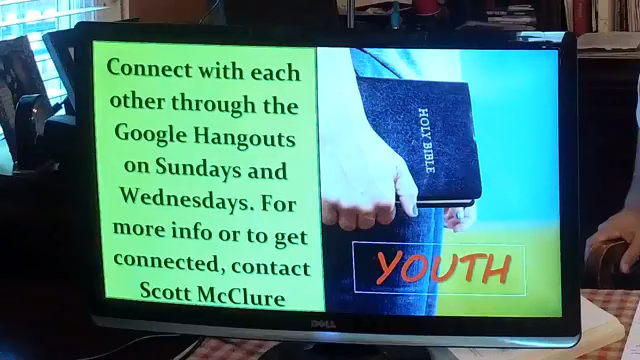 Connect with each
other through the
Google Hangouts
on Sundays and
Wednesdays. For
more info or to get
connected, contact
Scott McClure
HOLY BIBLE
YOUTH
DELL